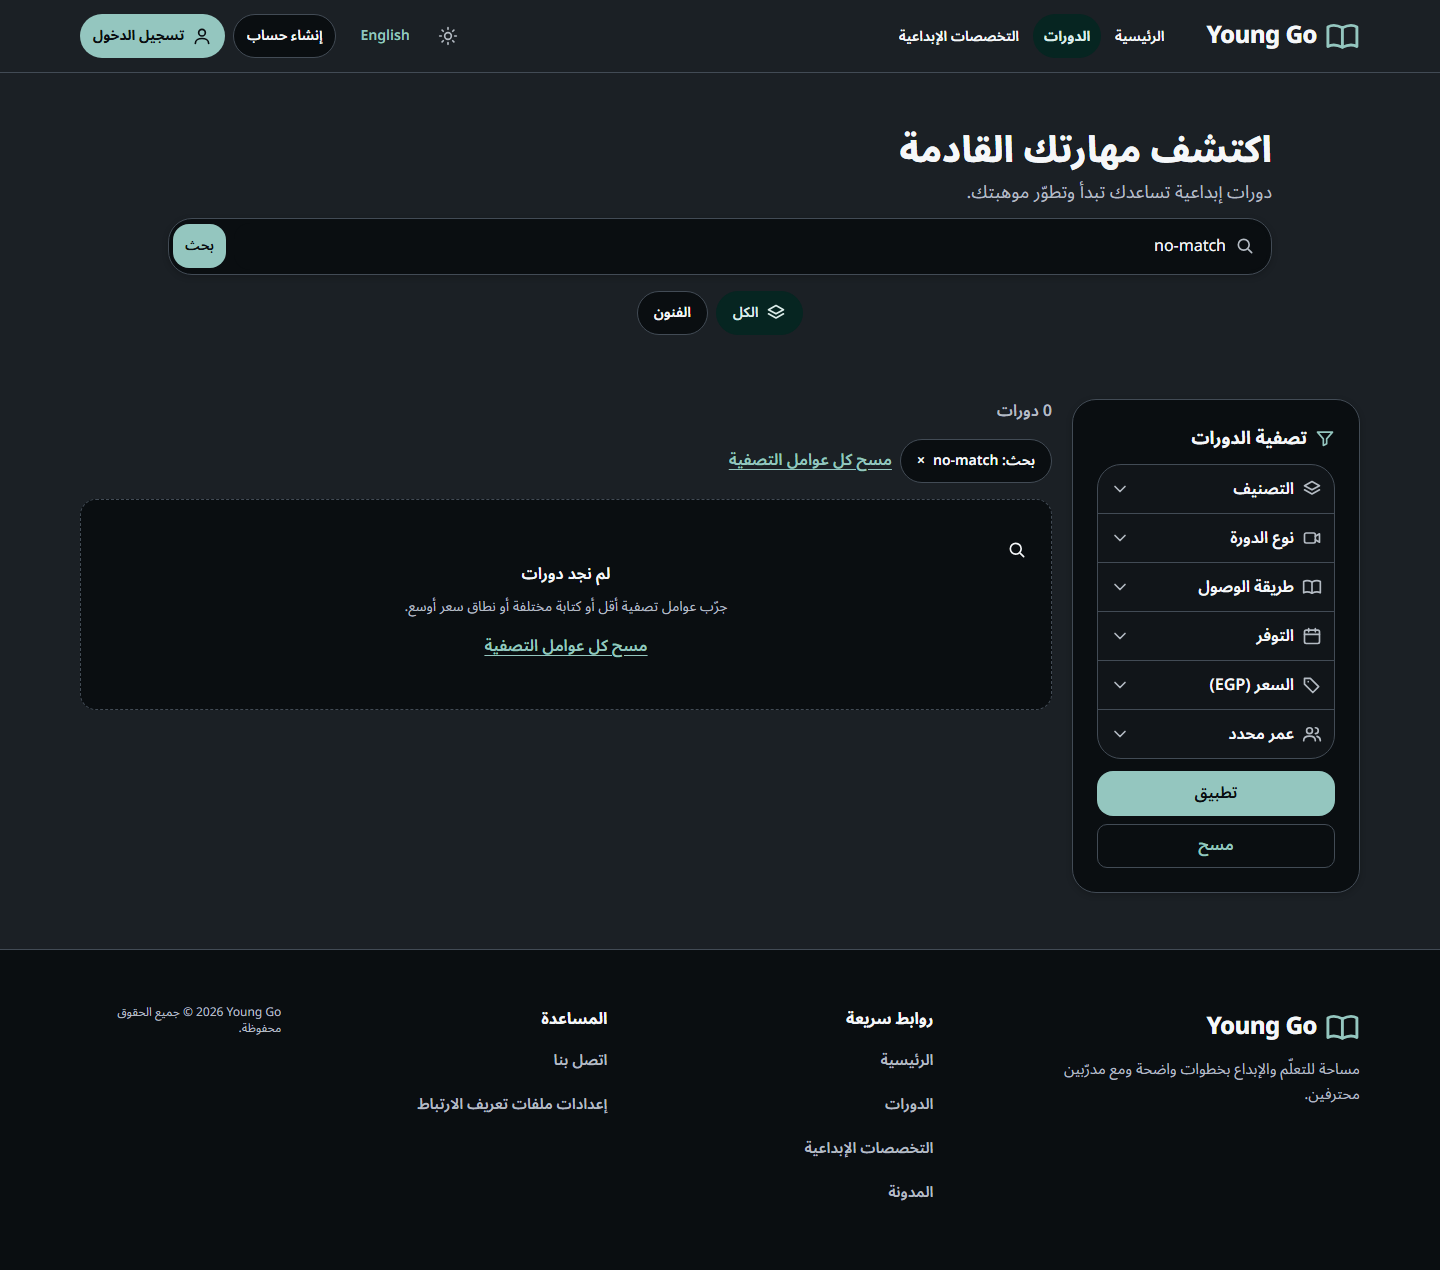 Young Go
الرئيسية
الدورات
التخصصات الإبداعية
English
إنشاء حساب
تسجيل الدخول
اكتشف مهارتك القادمة
دورات إبداعية تساعدك تبدأ وتطوّر موهبتك.
no-match
بحث
الكل
الفنون
تصفية الدورات
التصنيف
نوع الدورة
طريقة الوصول
التوفر
السعر (EGP)
عمر محدد
تطبيق
مسح
0 دورات
بحث: no-match ×
مسح كل عوامل التصفية
لم نجد دورات
جرّب عوامل تصفية أقل أو كتابة مختلفة أو نطاق سعر أوسع.
مسح كل عوامل التصفية
Young Go
مساحة للتعلّم والإبداع بخطوات واضحة ومع مدرّبين
محترفين.
روابط سريعة
الرئيسية
الدورات
التخصصات الإبداعية
المدونة
المساعدة
اتصل بنا
إعدادات ملفات تعريف الارتباط
Young Go 2026 © جميع الحقوق
محفوظة.